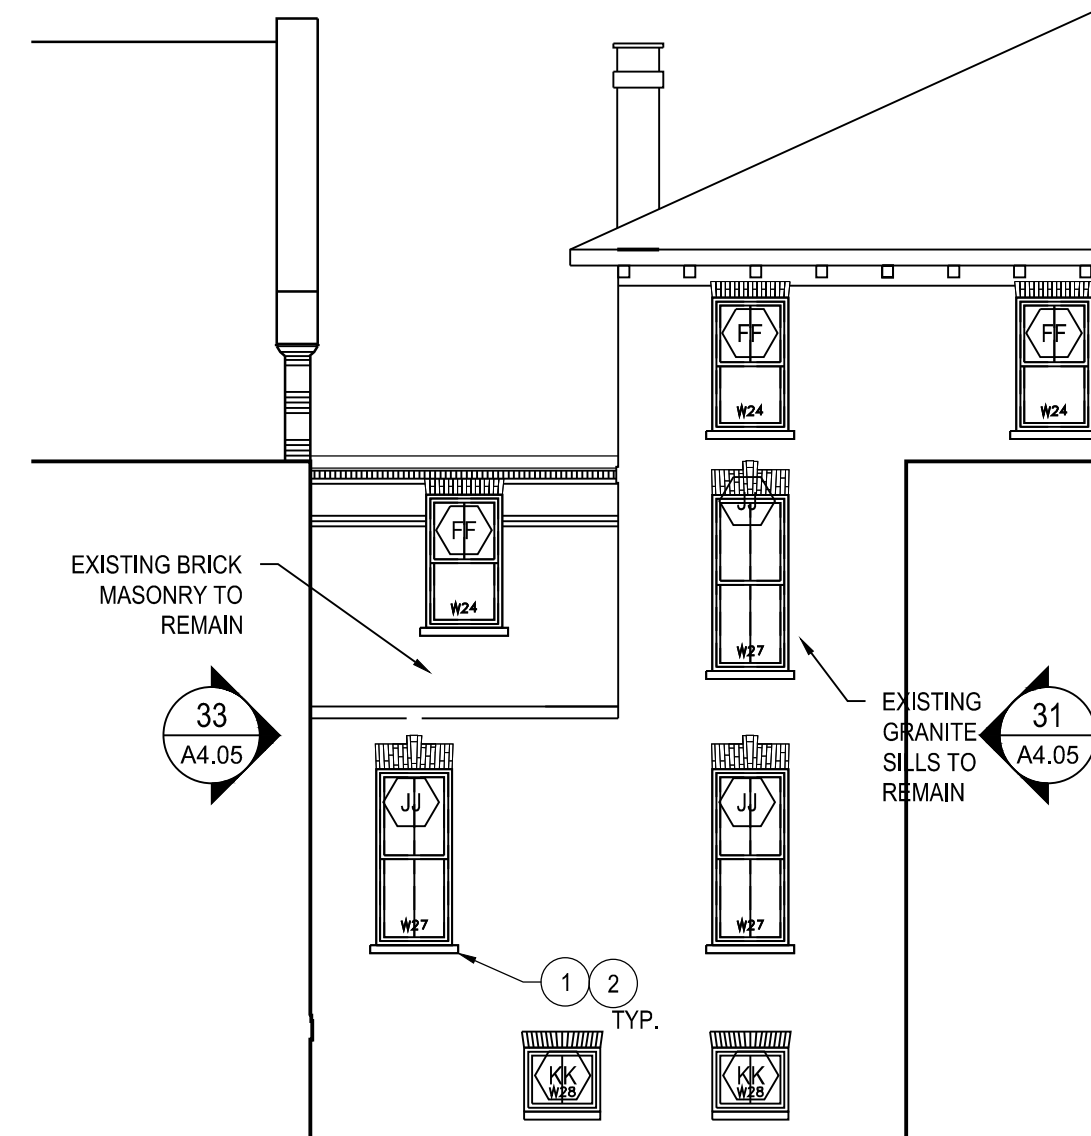 FF
FF
W24
W24
JJ
FF
EXISTING BRICK
MASONRY TO
REMAIN
W24
W27
EXISTING
GRANITE
SILLS TO
REMAIN
33
A4.05
31
A4.05
JJ
JJ
W27
W27
1
2
TYP.
KK
W28
KK
W28